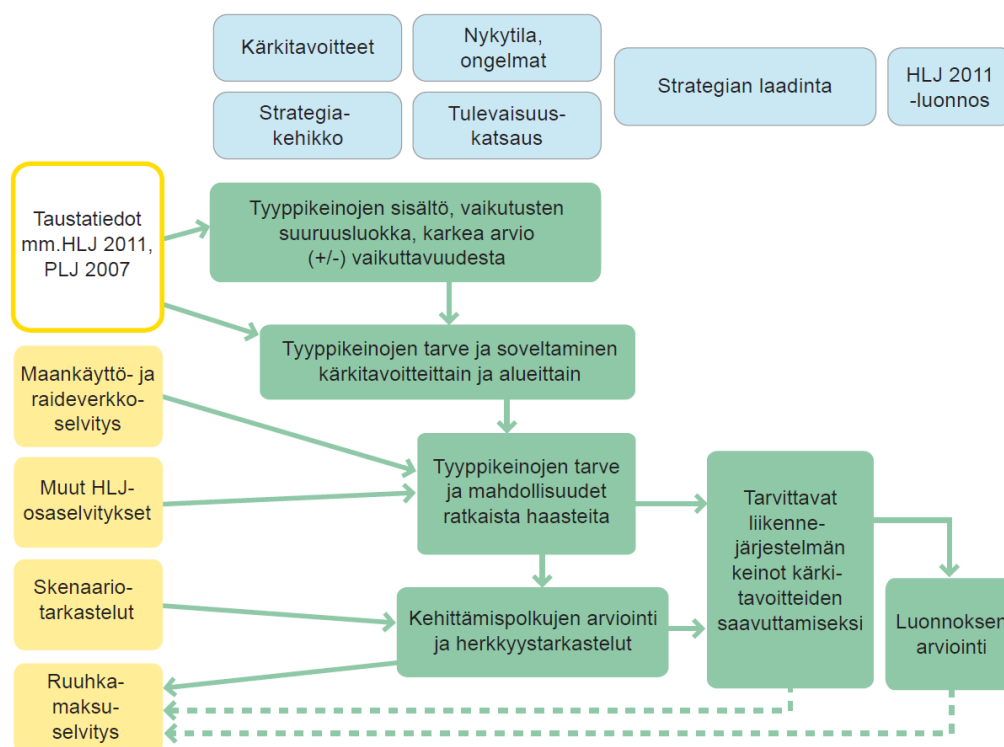 Kärkitavoitteet
Nykytila,
ongelmat
Strategian laadinta
HLJ 2011
-luonnos
Strategia-
kehikko
Tulevaisuus-
katsaus
Taustatiedot
mm.HLJ 2011,
PLJ 2007
Tyyppikeinojen sisältö, vaikutusten
suuruusluokka, karkea arvio
(+/-) vaikuttavuudesta
Tyyppikeinojen tarve ja soveltaminen
kärkitavoitteittain ja alueittain
Maankäyttö- ja
raideverkko-
selvitys
Tyyppikeinojen tarve
ja mahdollisuudet
ratkaista haasteita
Muut HLJ-
osaselvitykset
Tarvittavat
liikenne-
järjestelmän
keinot kärki-
tavoitteiden
saavuttamiseksi
Skenaario-
tarkastelut
Kehittämispolkujen arviointi
ja herkkyystarkastelut
Luonnoksen
arviointi
Ruuhka-
maksu-
selvitys